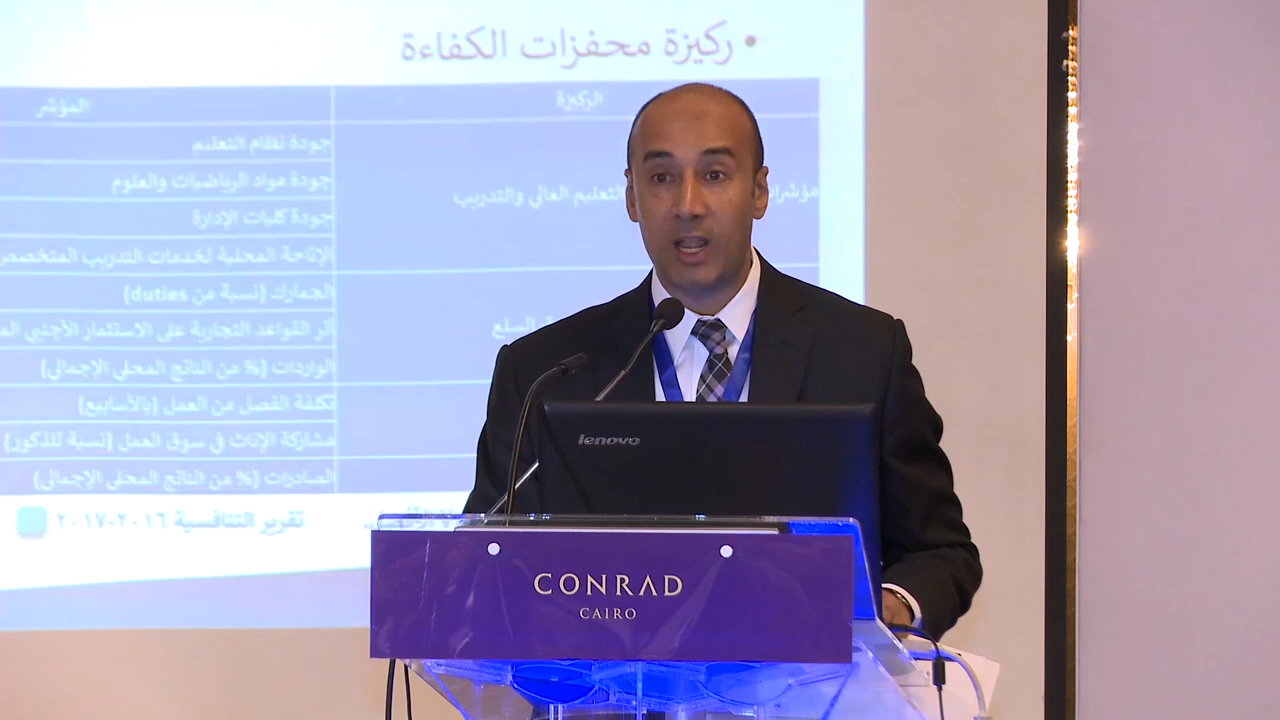 • ركيزة محفزات الكفاءة
الركيزة
المؤشر
جودة نظام التعليم
جودة مواد الرياضيات والعلوم
التعليم العالي والتدريب
جودة كليات الإدارة
الإتاحة المحلية لخدمات التدريب
الجمارك (نسبة من duties)
أثر القواعد التجارية على الاستثمار الأجنبي
السلع
الواردات (% من الناتج المحلي الإجمالي)
تكلفة الفصل من العمل (بالأسابيع)
مشاركة الإناث في سوق العمل (نسبة للذكور)
الصادرات (% من الناتج المحلي الإجمالي)
تقرير التنافسية ٢٠١٦-٢٠١٧
lenovo
CONRAD
CAIRO